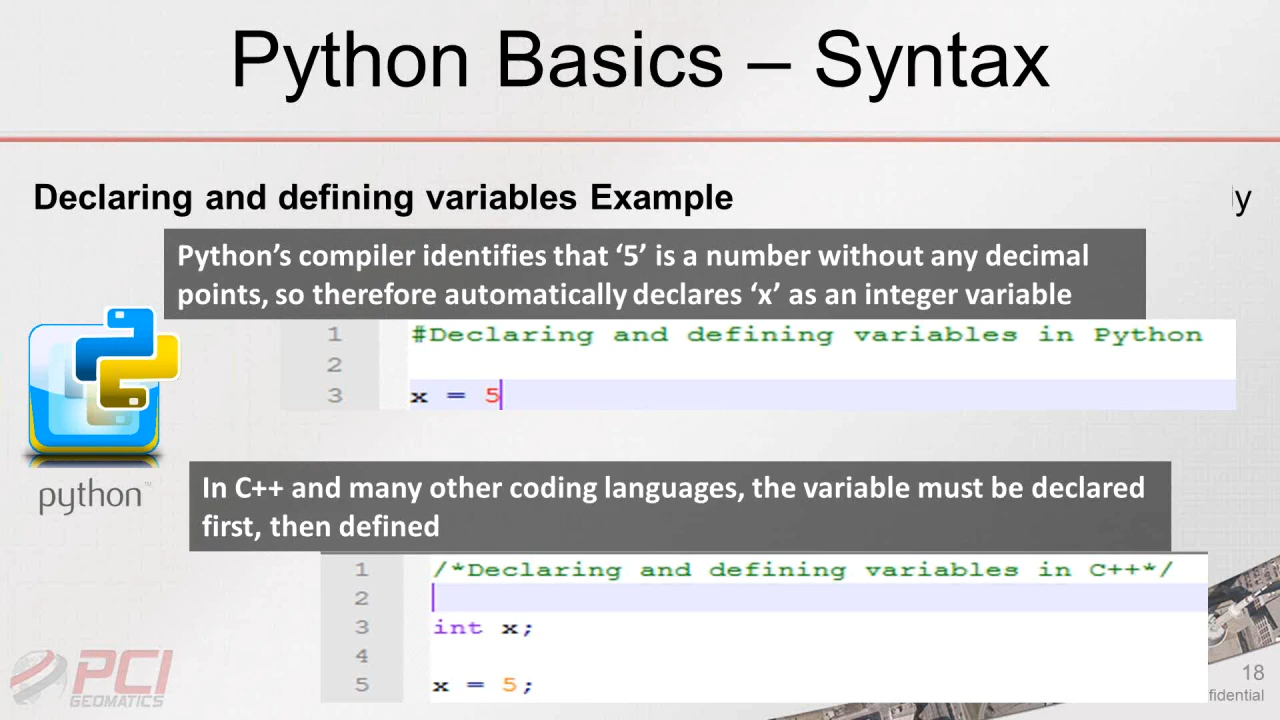 Python Basics – Syntax
Declaring and defining variables Example
Python's compiler identifies that ‘5’ is a number without any decimal
points, so therefore automatically declares ‘x’ as an integer variable
1 #Declaring and defining variables in Python
2
3 x = 5
python™
In C++ and many other coding languages, the variable must be declared
first, then defined
1 /*Declaring and defining variables in C++*/
2
3 int x;
4
5 x = 5;
PCI
GEOMATICS
18